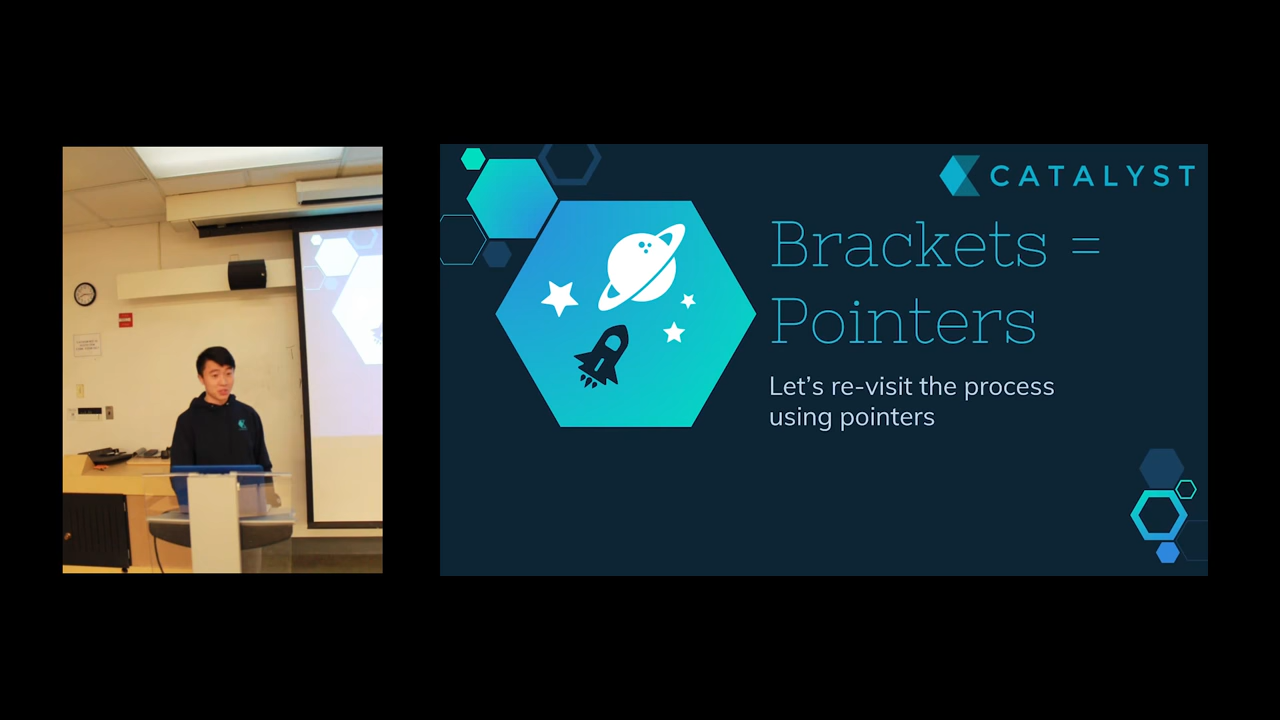 CATALYST
Brackets =
Pointers
Let's re-visit the process
using pointers